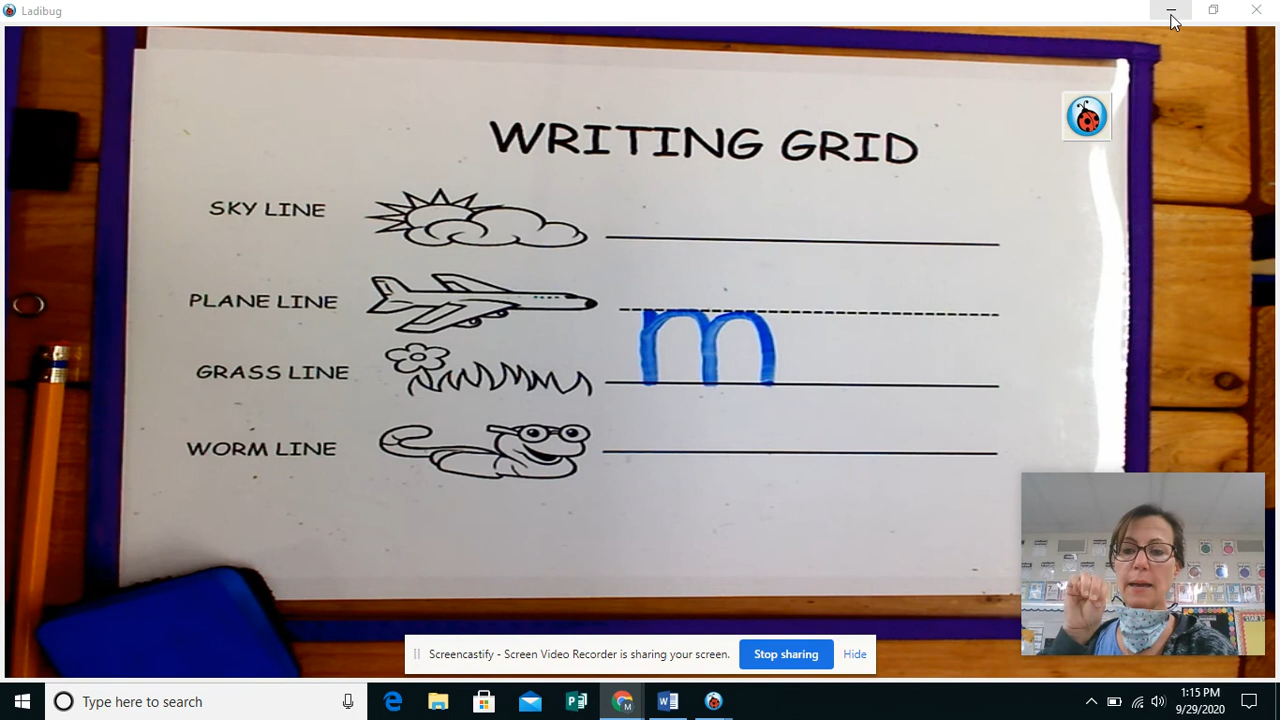 Ladibug
WRITING GRID
SKY LINE
PLANE LINE
m
GRASS LINE
WORM LINE
Screencastify - Screen Video Recorder is sharing your screen.
Stop sharing
Hide
Type here to search
1:15 PM
9/29/2020